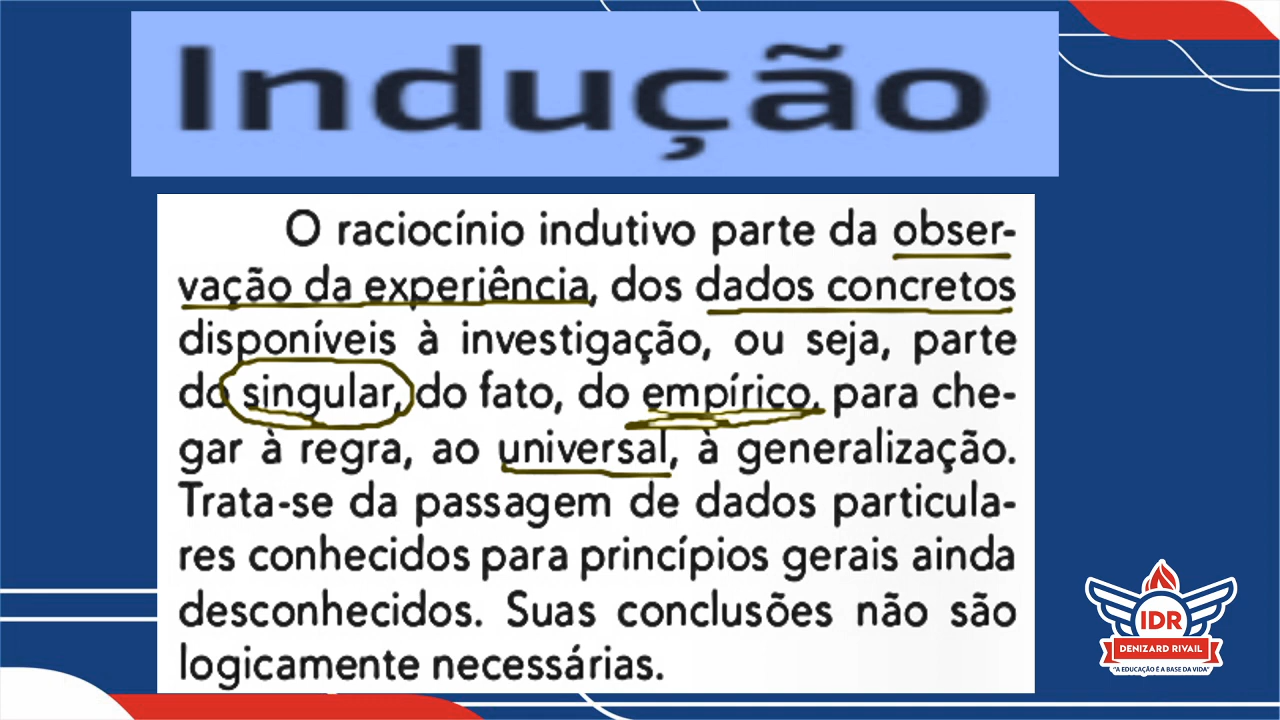 Indução
O raciocínio indutivo parte da obser-
vação da experiência, dos dados concretos
disponíveis à investigação, ou seja, parte
do singular, do fato, do empírico, para che-
gar à regra, ao universal, à generalização.
Trata-se da passagem de dados particula-
res conhecidos para princípios gerais ainda
desconhecidos. Suas conclusões não são
logicamente necessárias.
IDR
DENIZARD RIVAIL
"A EDUCAÇÃO É A BASE DA VIDA"